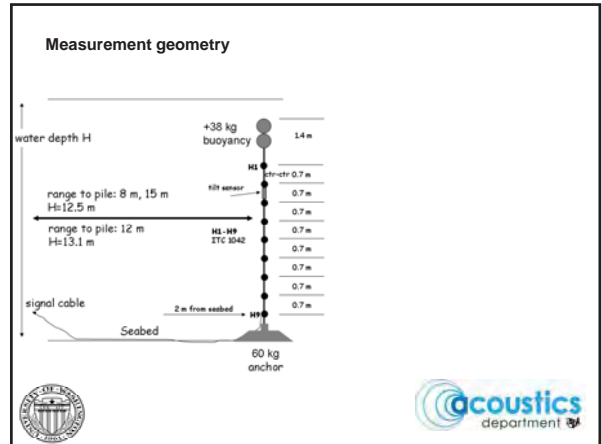 Measurement geometry
water depth H
+38 kg
buoyancy
1.4 m
H1
ctr-ctr 0.7 m
tilt sensor
0.7 m
range to pile: 8 m, 15 m
H=12.5 m
0.7 m
range to pile: 12 m
H=13.1 m
H1-H9
ITC 1042
0.7 m
0.7 m
0.7 m
0.7 m
signal cable
2 m from seabed
H9
0.7 m
Seabed
60 kg
anchor
UNIVERSITY OF WASHINGTON
acoustics
department